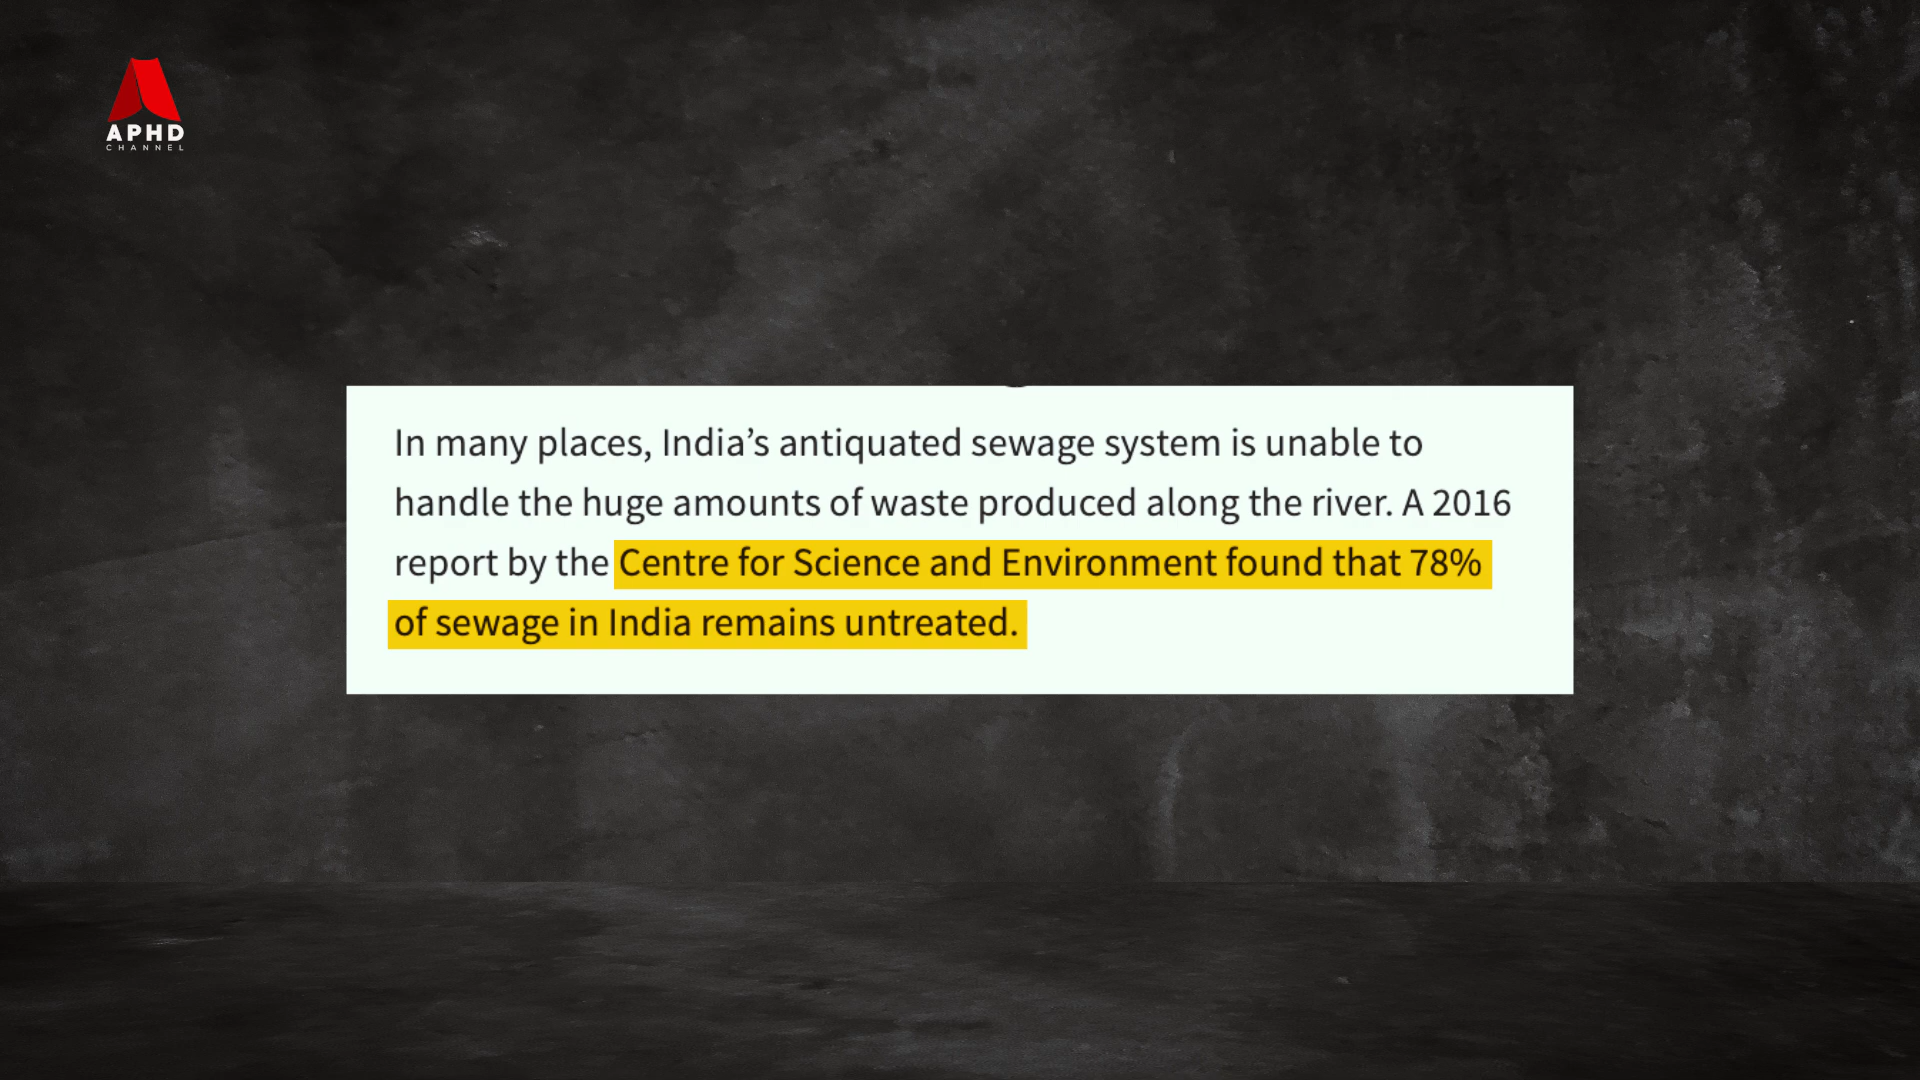 APHD
CHANNEL
In many places, India’s antiquated sewage system is unable to
handle the huge amounts of waste produced along the river. A 2016
report by the Centre for Science and Environment found that 78%
of sewage in India remains untreated.